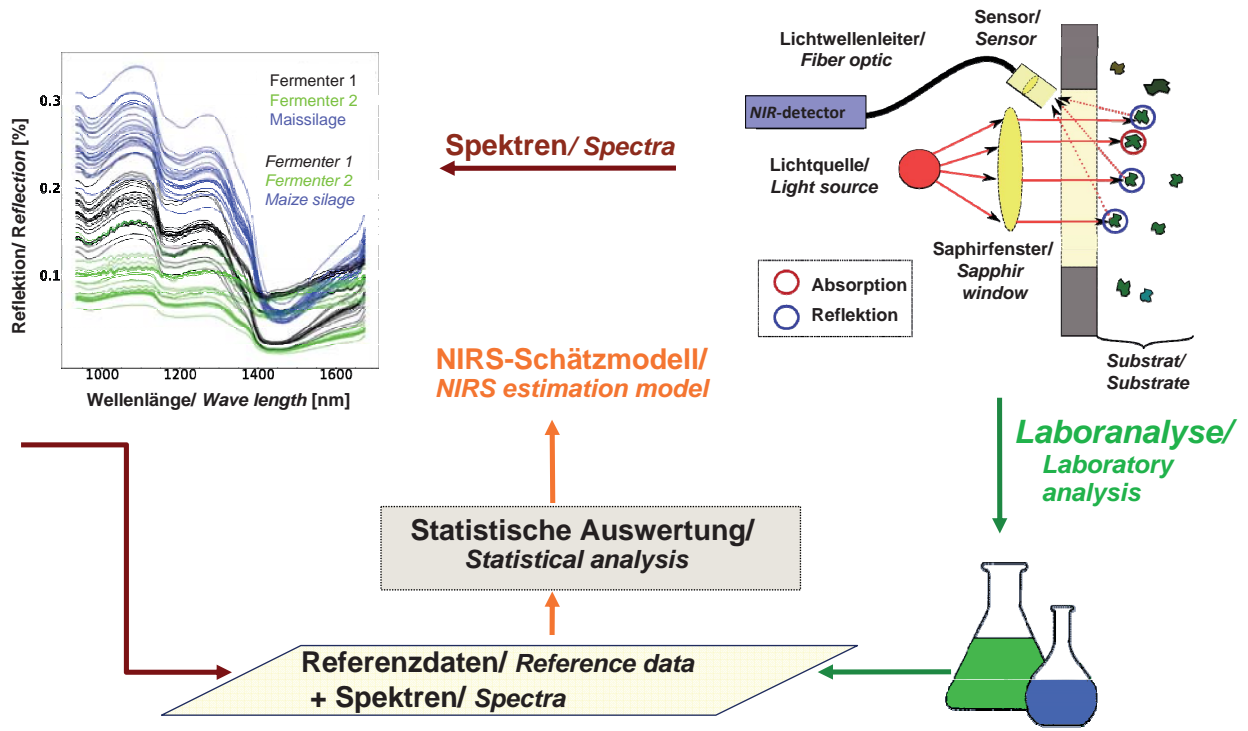 0.3
0.2
0.1
Reflektion/ Reflection [%]
Fermenter 1
Fermenter 2
Maissilage
Fermenter 1
Fermenter 2
Maize silage
1000 1200 1400 1600
Wellenlänge/ Wave length [nm]
Spektren/ Spectra
Sensor/
Sensor
Lichtwellenleiter/
Fiber optic
NIR-detector
Lichtquelle/
Light source
Saphirfenster/
Sapphir
window
Absorption
Reflektion
Substrat/
Substrate
NIRS-Schätzmodell/
NIRS estimation model
Laboranalyse/
Laboratory
analysis
Statistische Auswertung/
Statistical analysis
Referenzdaten/ Reference data
+ Spektren/ Spectra